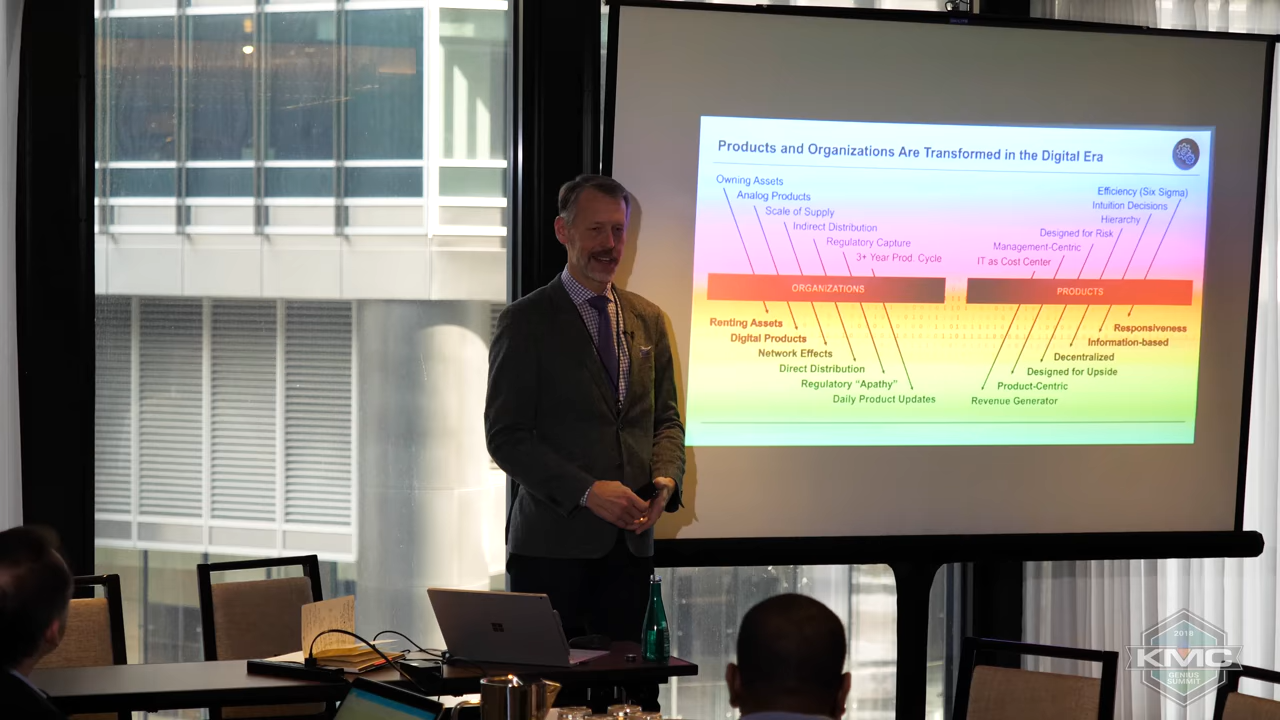 Products and Organizations Are Transformed in the Digital Era
Owning Assets
Analog Products
Scale of Supply
Indirect Distribution
Regulatory Capture
3+ Year Prod. Cycle
ORGANIZATIONS
Renting Assets
Digital Products
Network Effects
Direct Distribution
Regulatory “Apathy”
Daily Product Updates
Efficiency (Six Sigma)
Intuition Decisions
Hierarchy
Designed for Risk
Management-Centric
IT as Cost Center
PRODUCTS
Responsiveness
Information-based
Decentralized
Designed for Upside
Product-Centric
Revenue Generator
2018
KMC
GENIUS
SUMMIT